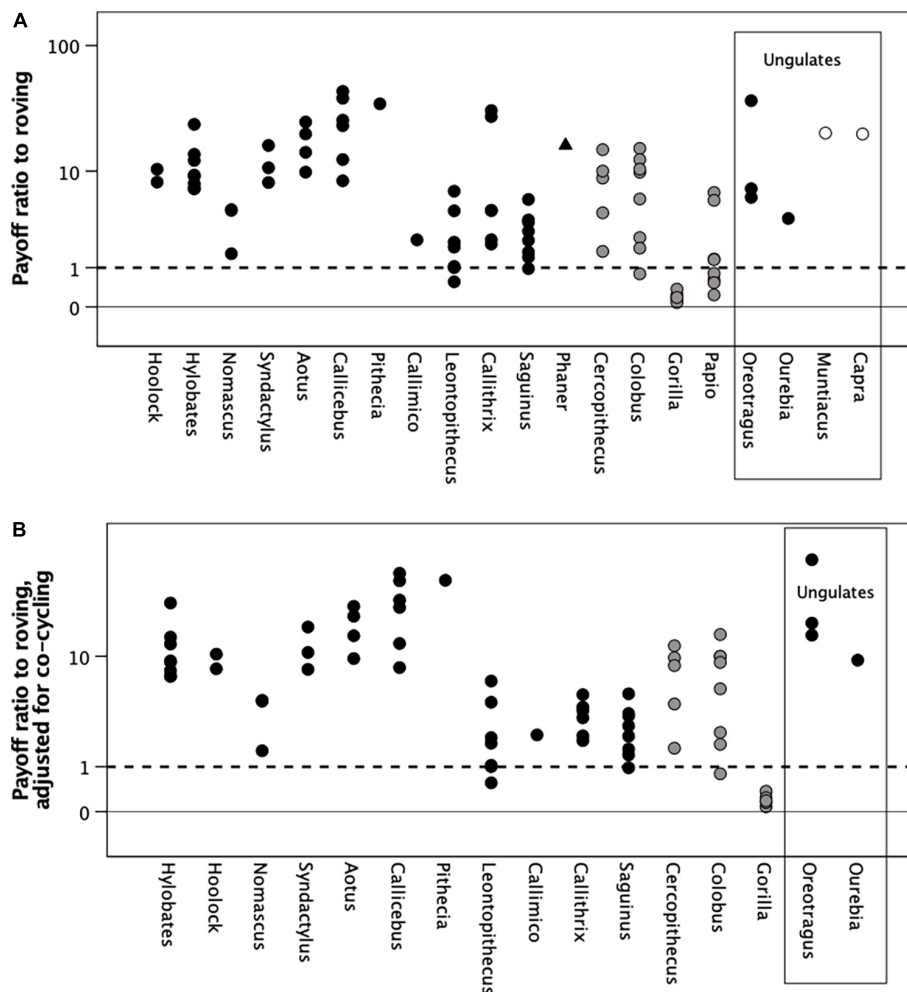 A
Payoff ratio to roving
100
10
1
0
Ungulates
Hoolock
Hylobates
Nomascus
Syndactylus
Aotus
Callicebus
Pithecia
Callimico
Leontopithecus
Callithrix
Saguinus
Phaner
Cercopithecus
Colobus
Gorilla
Papio
Oreotragus
Ourebia
Muntiacus
Capra
B
Payoff ratio to roving,
adjusted for co-cycling
10
1
0
Ungulates
Hylobates
Hoolock
Nomascus
Syndactylus
Aotus
Callicebus
Pithecia
Leontopithecus
Callimico
Callithrix
Saguinus
Cercopithecus
Colobus
Gorilla
Oreotragus
Ourebia